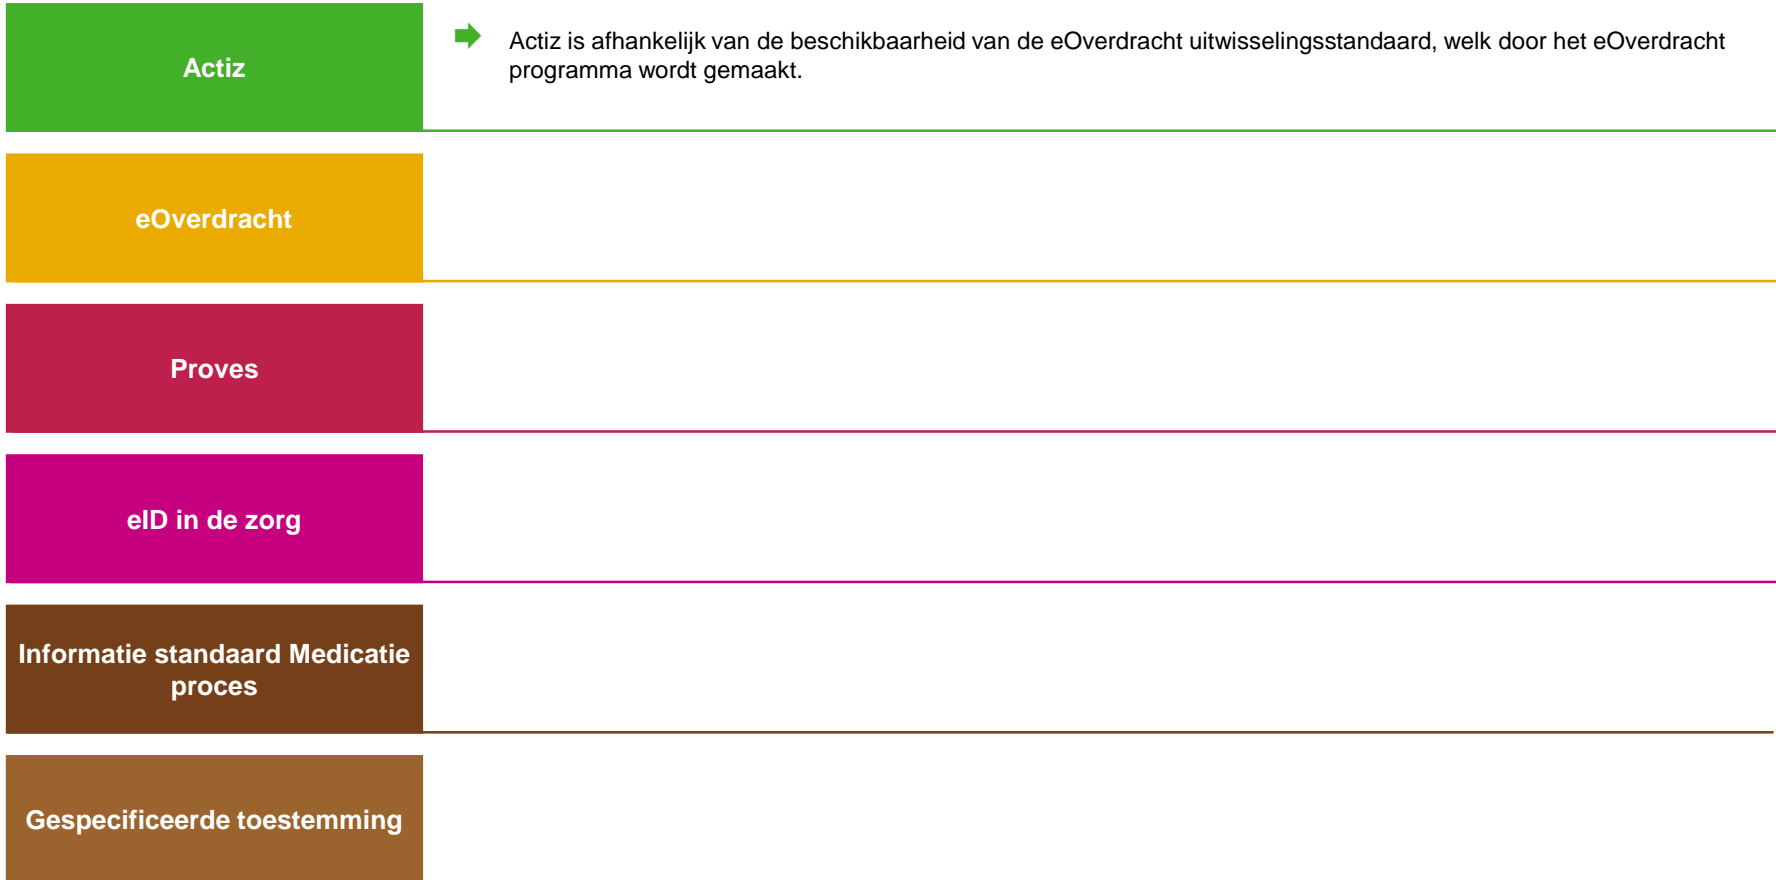 Actiz
Actiz is afhankelijk van de beschikbaarheid van de eOverdracht uitwisselingsstandaard, welk door het eOverdracht
programma wordt gemaakt.
eOverdracht
Proves
eID in de zorg
Informatie standaard Medicatie
proces
Gespecificeerde toestemming